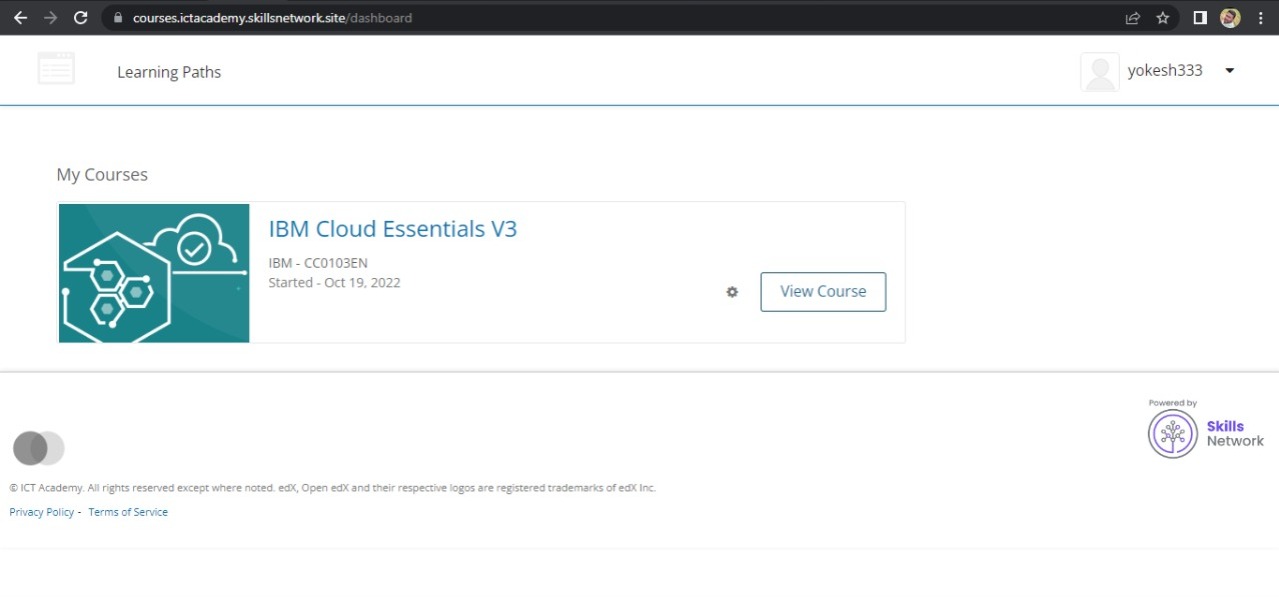 courses.ictacademy.skillsnetwork.site/dashboard
Learning Paths
yokesh333
My Courses
IBM Cloud Essentials V3
IBM - CC0103EN
Started - Oct 19, 2022
View Course
Powered by
Skills
Network
© ICT Academy. All rights reserved except where noted. edX, Open edX and their respective logos are registered trademarks of edX Inc.
Privacy Policy - Terms of Service